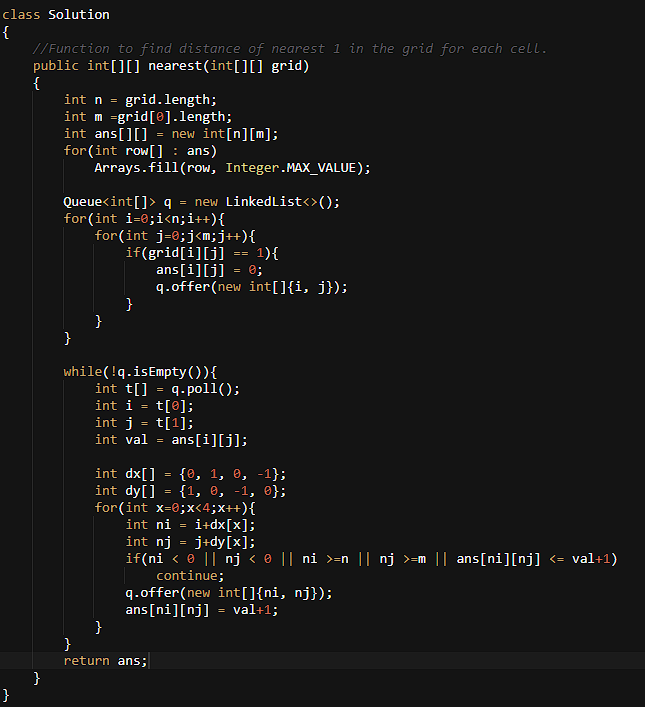 class Solution
{
    //Function to find distance of nearest 1 in the grid for each cell.
    public int[][] nearest(int[][] grid)
    {
        int n = grid.length;
        int m =grid[0].length;
        int ans[][] = new int[n][m];
        for(int row[] : ans)
            Arrays.fill(row, Integer.MAX_VALUE);

        Queue<int[]> q = new LinkedList<>();
        for(int i=0;i<n;i++){
            for(int j=0;j<m;j++){
                if(grid[i][j] == 1){
                    ans[i][j] = 0;
                    q.offer(new int[]{i, j});
                }
            }
        }

        while(!q.isEmpty()){
            int t[] = q.poll();
            int i = t[0];
            int j = t[1];
            int val = ans[i][j];

            int dx[] = {0, 1, 0, -1};
            int dy[] = {1, 0, -1, 0};
            for(int x=0;x<4;x++){
                int ni = i+dx[x];
                int nj = j+dy[x];
                if(ni < 0 || nj < 0 || ni >=n || nj >=m || ans[ni][nj] <= val+1)
                    continue;
                q.offer(new int[]{ni, nj});
                ans[ni][nj] = val+1;
            }
        }
        return ans;
    }
}